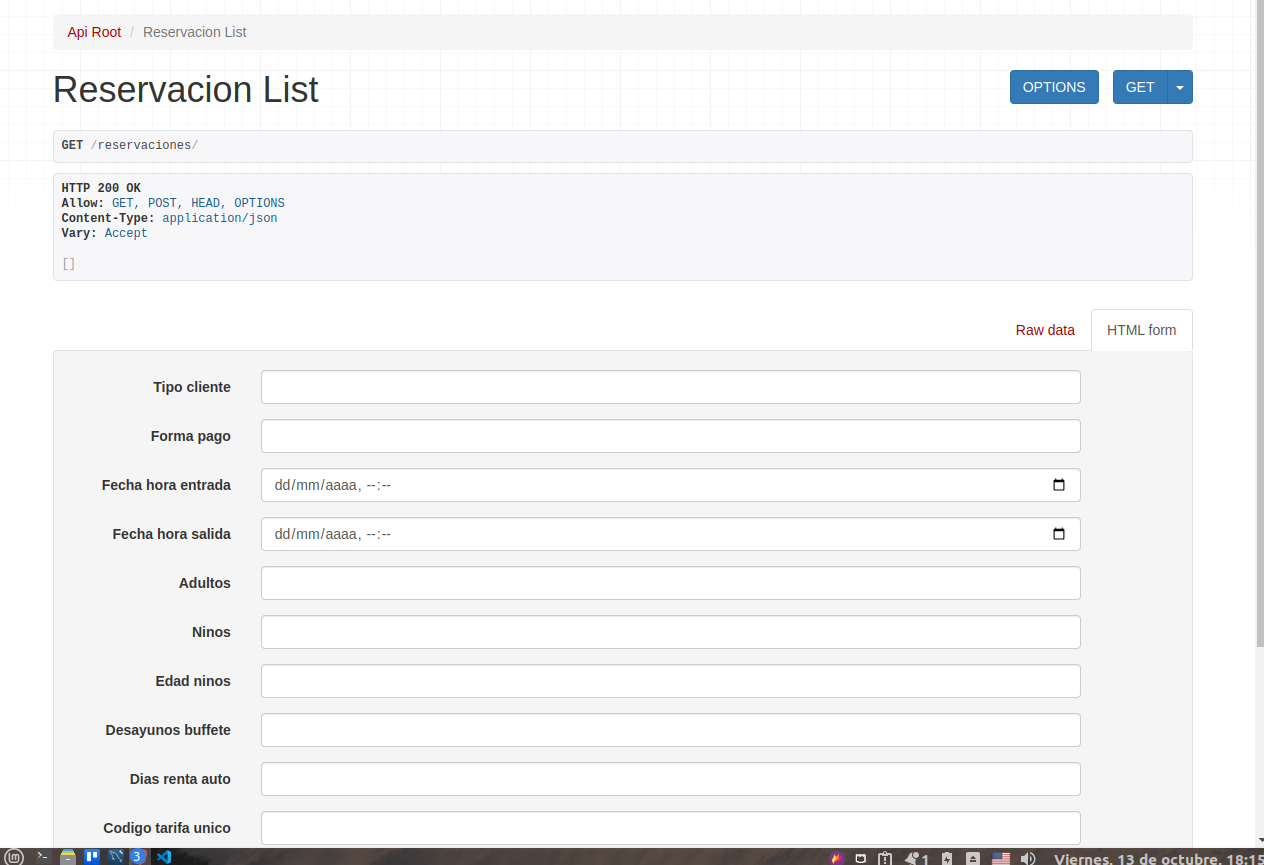 Api Root / Reservacion List
Reservacion List
OPTIONS GET
GET /reservaciones/
HTTP 200 OK
Allow: GET, POST, HEAD, OPTIONS
Content-Type: application/json
Vary: Accept
[]
Raw data HTML form
Tipo cliente
Forma pago
Fecha hora entrada dd/mm/aaaa, --:--
Fecha hora salida dd/mm/aaaa, --:--
Adultos
Ninos
Edad ninos
Desayunos buffete
Dias renta auto
Codigo tarifa unico
3 1 Viernes, 13 de octubre, 18:15